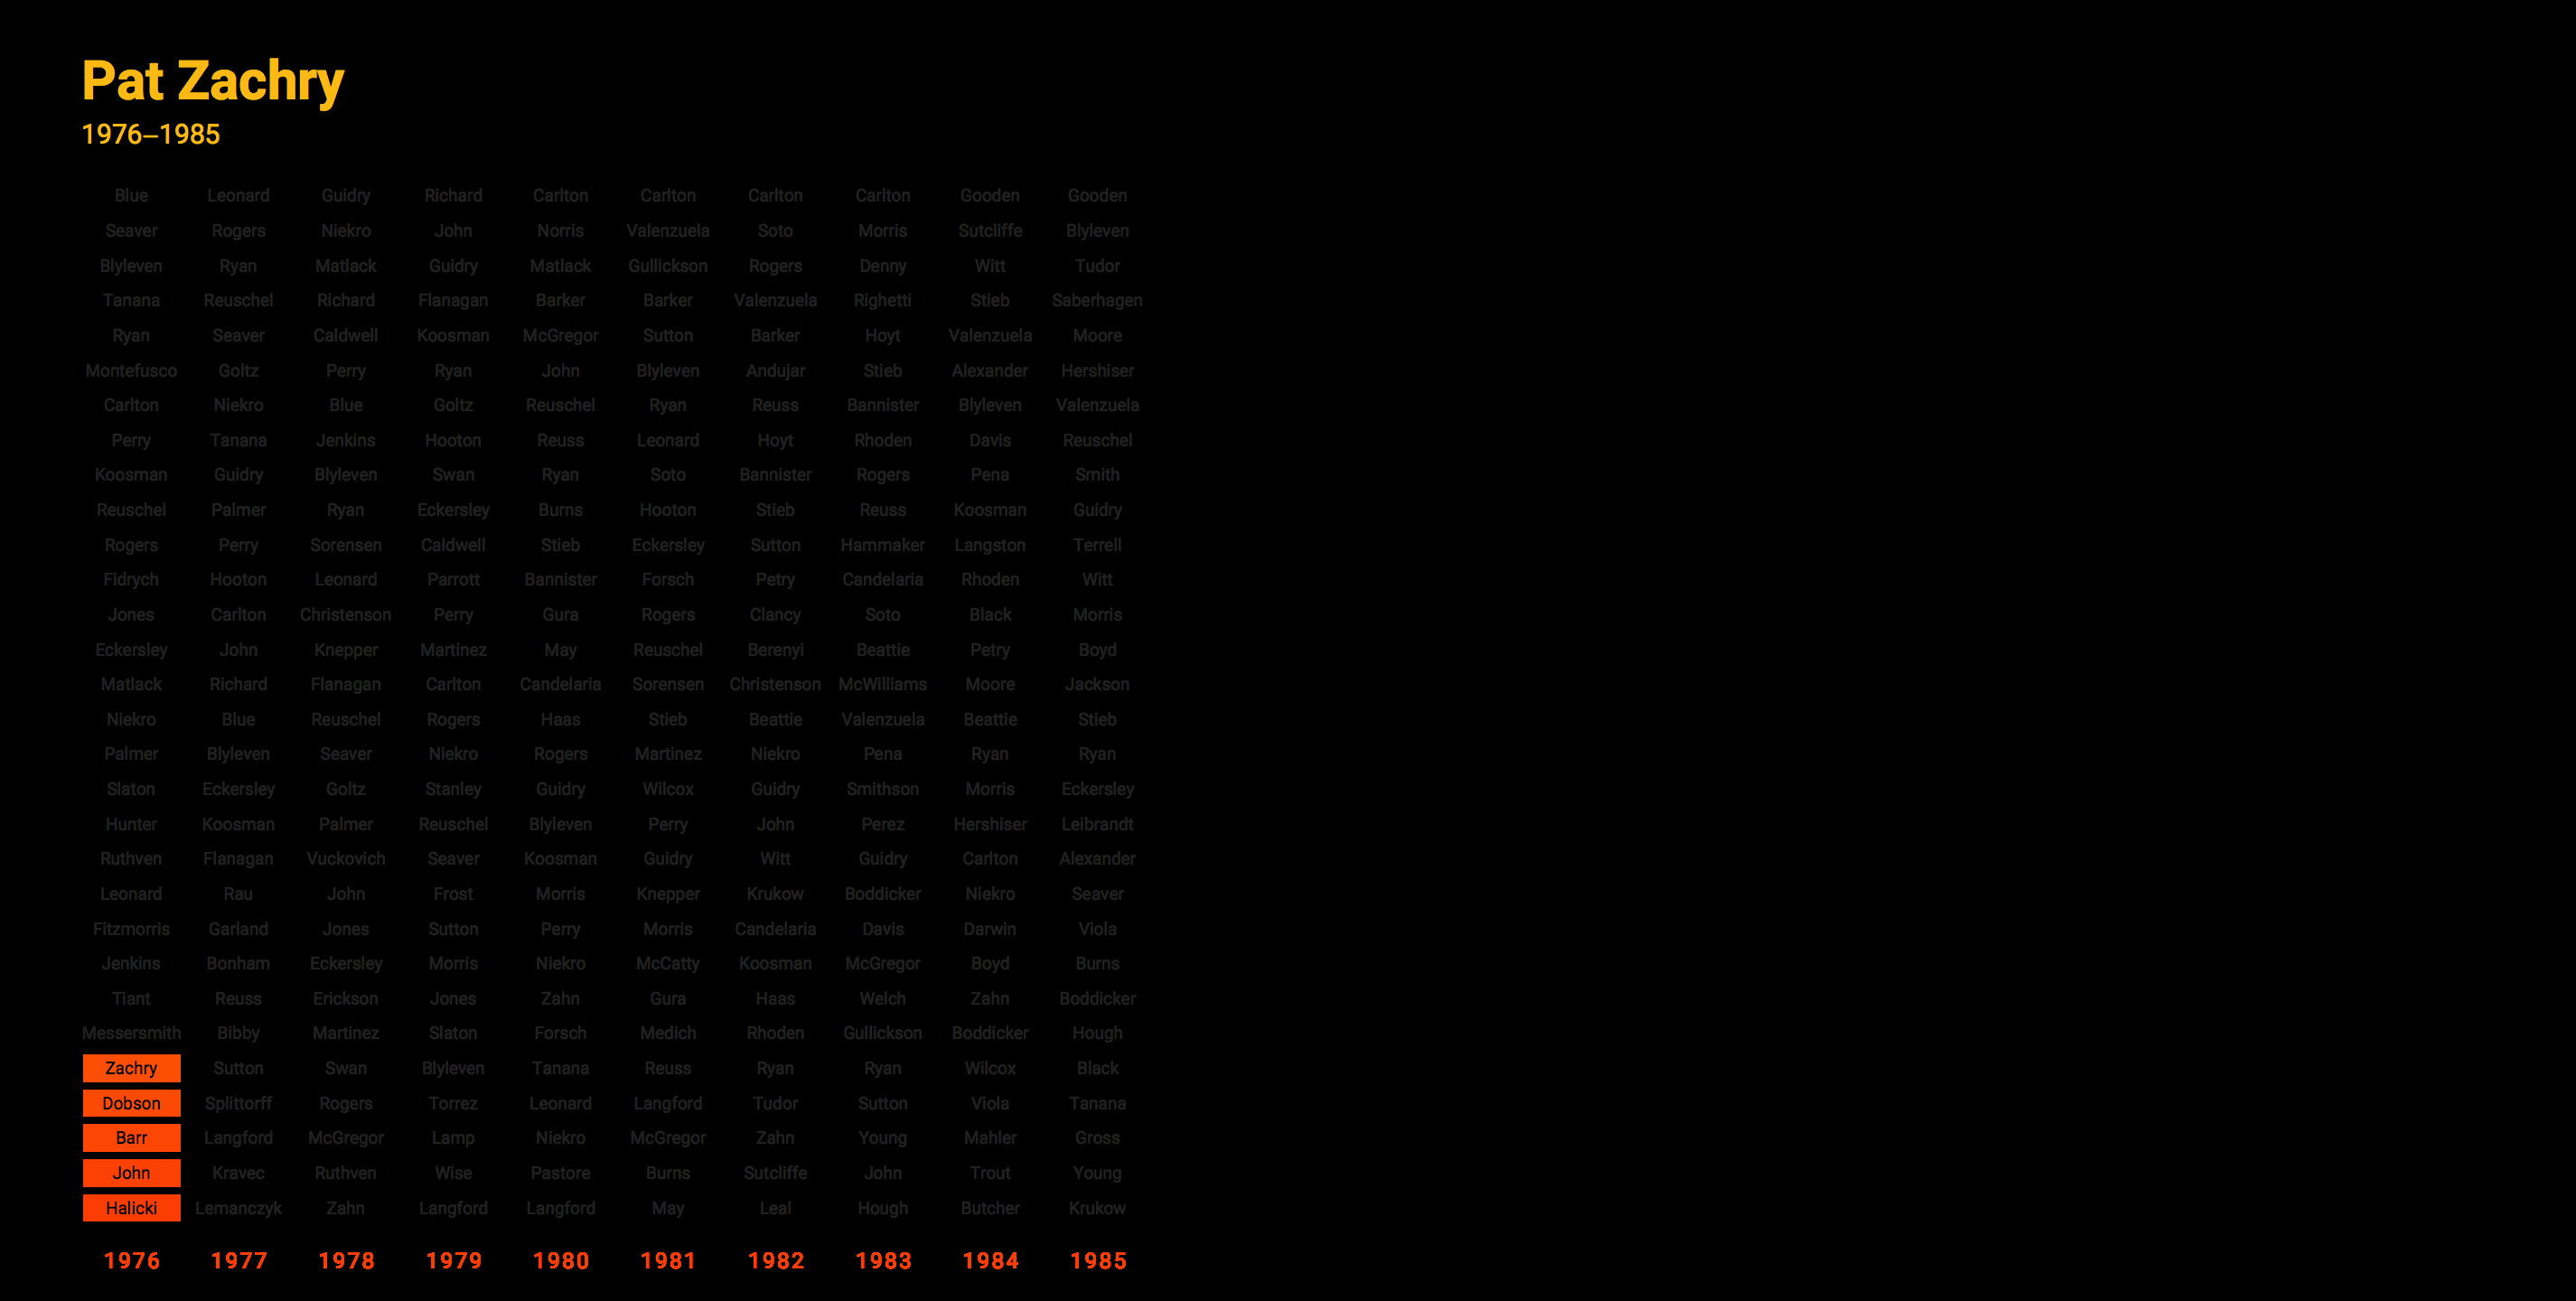 Pat Zachry
1976–1985
Blue Leonard Guidry Richard Carlton Carlton Carlton Carlton Gooden Gooden
Seaver Rogers Niekro John Norris Valenzuela Soto Morris Sutcliffe Blyleven
Blyleven Ryan Matlack Guidry Matlack Gullickson Rogers Denny Witt Tudor
Tanana Reuschel Richard Flanagan Barker Barker Valenzuela Righetti Stieb Saberhagen
Ryan Seaver Caldwell Koosman McGregor Sutton Barker Hoyt Valenzuela Moore
Montefusco Goltz Perry Ryan John Blyleven Andujar Stieb Alexander Hershiser
Carlton Niekro Blue Goltz Reuschel Ryan Reuss Bannister Blyleven Valenzuela
Perry Tanana Jenkins Hooton Reuss Leonard Hoyt Rhoden Davis Reuschel
Koosman Guidry Blyleven Swan Ryan Soto Bannister Rogers Pena Smith
Reuschel Palmer Ryan Eckersley Burns Hooton Stieb Reuss Koosman Guidry
Rogers Perry Sorensen Caldwell Stieb Eckersley Sutton Hammaker Langston Terrell
Fidrych Hooton Leonard Parrott Bannister Forsch Petry Candelaria Rhoden Witt
Jones Carlton Christenson Perry Gura Rogers Clancy Soto Black Morris
Eckersley John Knepper Martinez May Reuschel Berenyi Beattie Petry Boyd
Matlack Richard Flanagan Carlton Candelaria Sorensen Christenson McWilliams Moore Jackson
Niekro Blue Reuschel Rogers Haas Stieb Beattie Valenzuela Beattie Stieb
Palmer Blyleven Seaver Niekro Rogers Martinez Niekro Pena Ryan Ryan
Slaton Eckersley Goltz Stanley Guidry Wilcox Guidry Smithson Morris Eckersley
Hunter Koosman Palmer Reuschel Blyleven Perry John Perez Hershiser Leibrandt
Ruthven Flanagan Vuckovich Seaver Koosman Guidry Witt Guidry Carlton Alexander
Leonard Rau John Frost Morris Knepper Krukow Boddicker Niekro Seaver
Fitzmorris Garland Jones Sutton Perry Morris Candelaria Davis Darwin Viola
Jenkins Bonham Eckersley Morris Niekro McCatty Koosman McGregor Boyd Burns
Tiant Reuss Erickson Jones Zahn Gura Haas Welch Zahn Boddicker
Messersmith Bibby Martinez Slaton Forsch Medich Rhoden Gullickson Boddicker Hough
Zachry Sutton Swan Blyleven Tanana Reuss Ryan Ryan Wilcox Black
Dobson Splittorff Rogers Torrez Leonard Langford Tudor Sutton Viola Tanana
Barr Langford McGregor Lamp Niekro McGregor Zahn Young Mahler Gross
John Kravec Ruthven Wise Pastore Burns Sutcliffe John Trout Young
Halicki Lemanczyk Zahn Langford Langford May Leal Hough Butcher Krukow
1976 1977 1978 1979 1980 1981 1982 1983 1984 1985